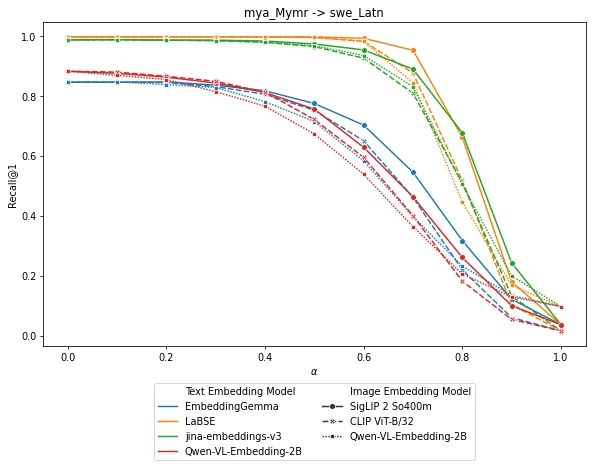 mya_Mymr -> swe_Latn
Recall@1
1.0
0.8
0.6
0.4
0.2
0.0
0.0 0.2 0.4 0.6 0.8 1.0
α
Text Embedding Model
EmbeddingGemma
LaBSE
jina-embeddings-v3
Qwen-VL-Embedding-2B
Image Embedding Model
SigLIP 2 So400m
CLIP ViT-B/32
Qwen-VL-Embedding-2B